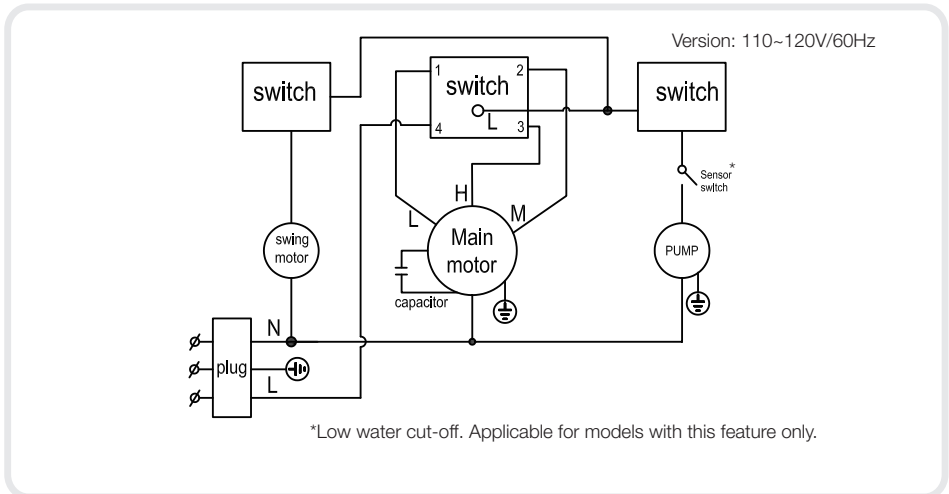 Version: 110~120V/60Hz
switch
1
2
switch
L
4
3
switch
Sensor*
switch
H
L
M
swing
motor
Main
motor
PUMP
capacitor
N
plug
L
*Low water cut-off. Applicable for models with this feature only.